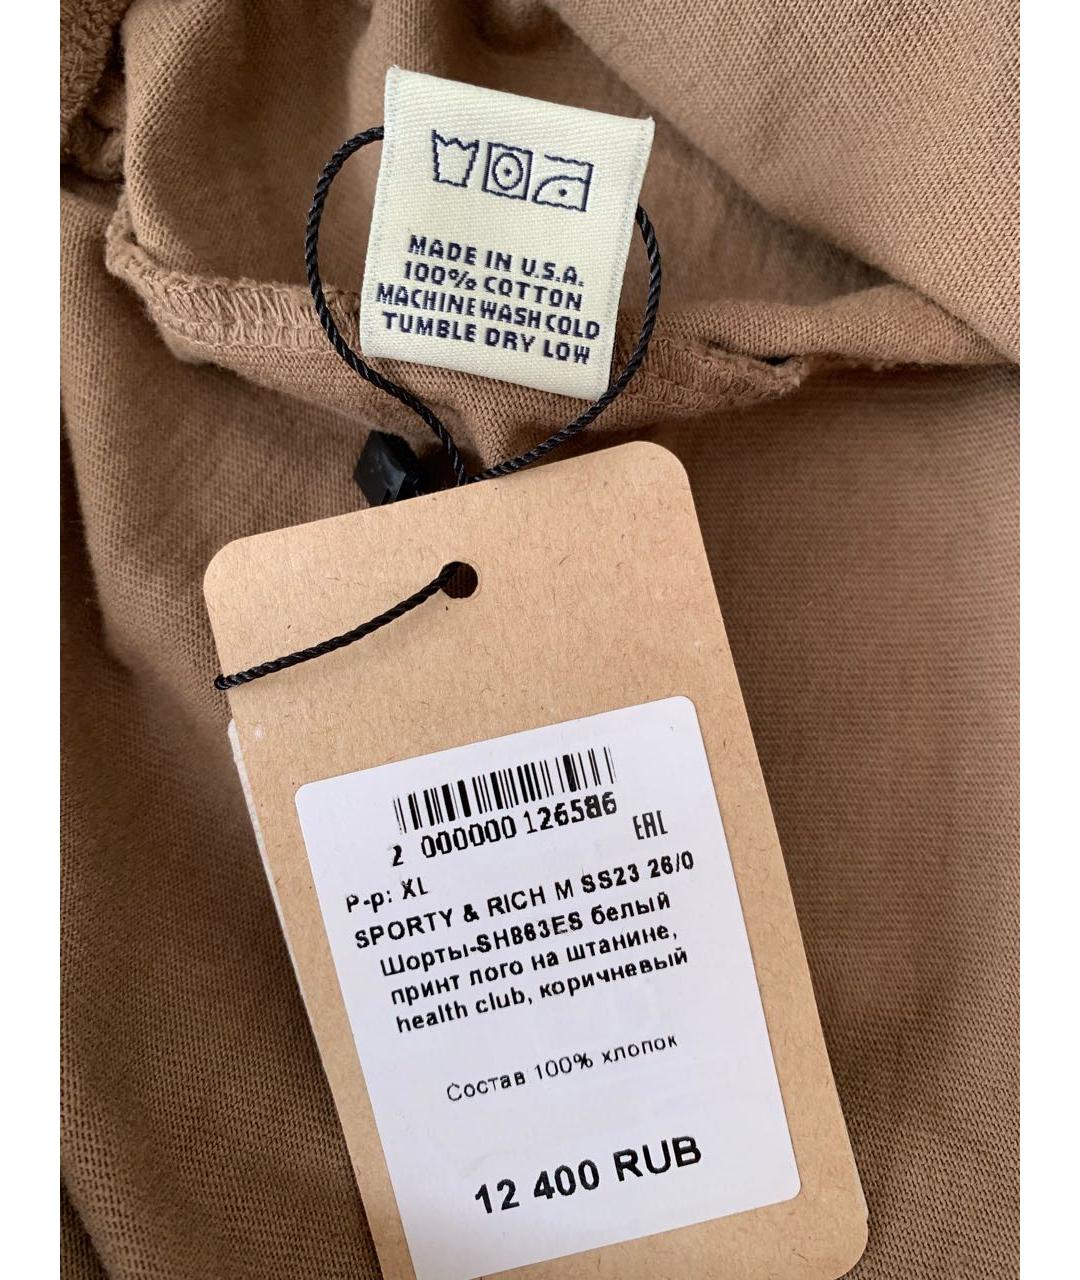 MADE IN U.S.A.
100% COTTON
MACHINE WASH COLD
TUMBLE DRY LOW
2 000000 126586
EAC
Р-р: XL
SPORTY & RICH M SS23 26/0
Шорты-SH863ES белый
принт лого на штанине,
health club, коричневый
Состав 100% хлопок
12 400 RUB